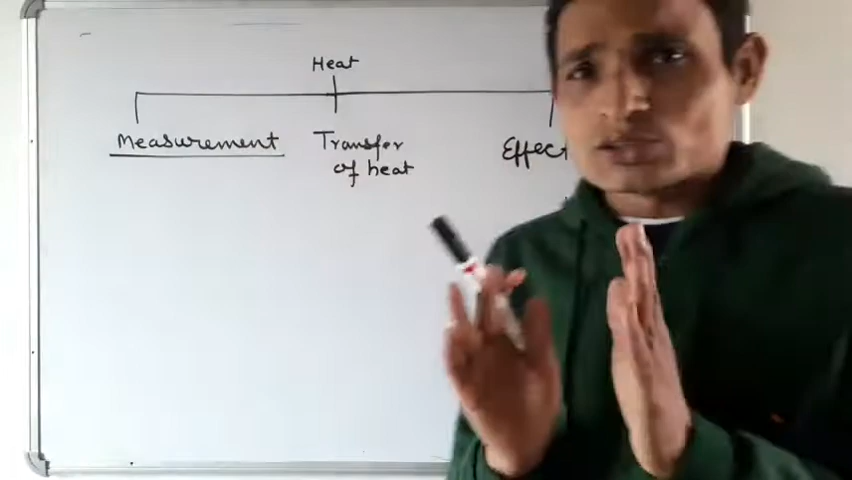 Heat
Measurement
Transfer
of heat
Effect